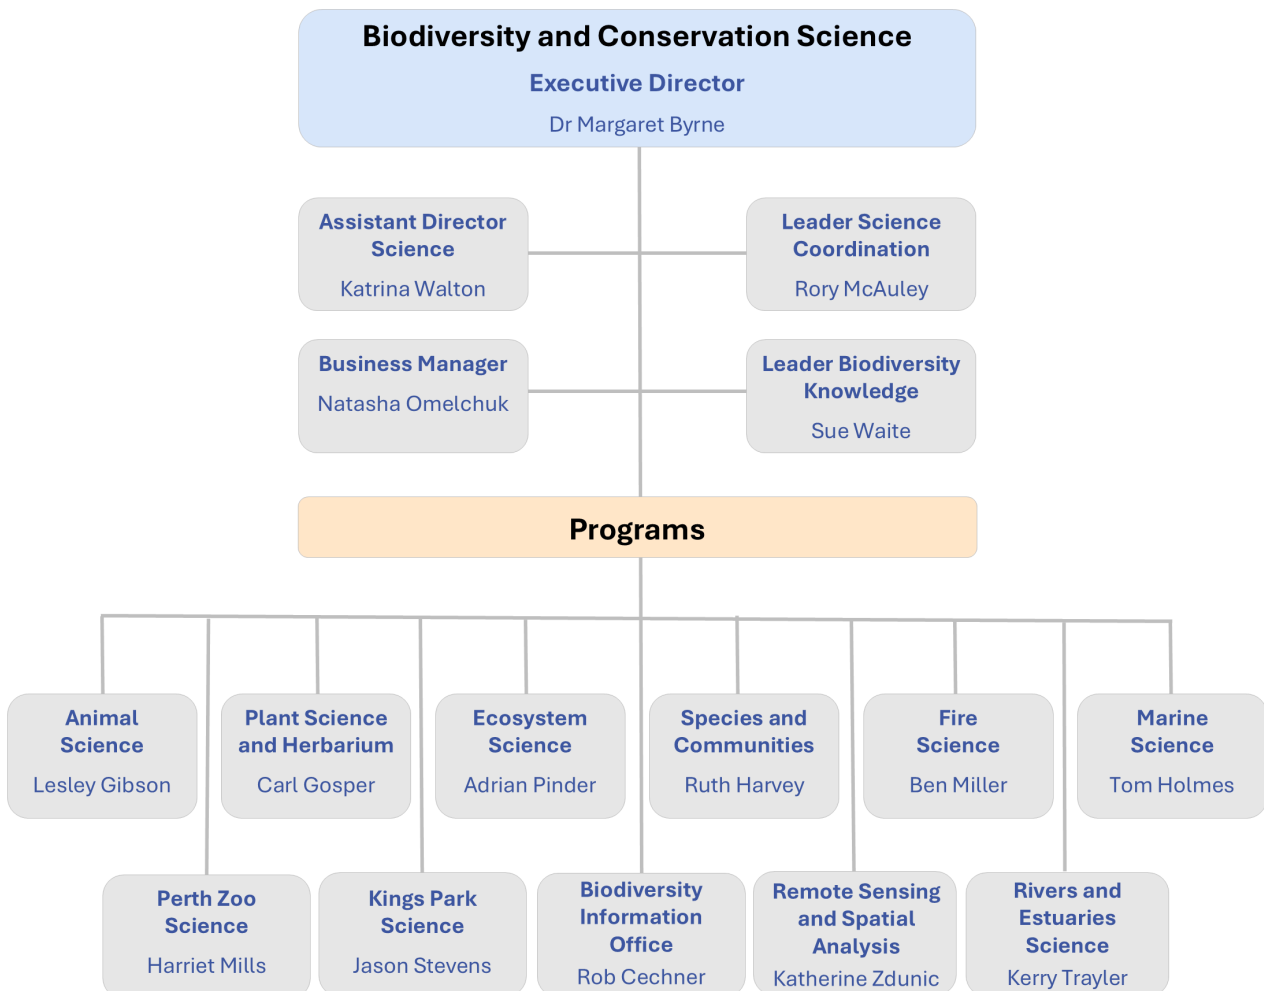 Biodiversity and Conservation Science
Executive Director
Dr Margaret Byrne
Assistant Director
Science
Katrina Walton
Leader Science
Coordination
Rory McAuley
Business Manager
Natasha Omelchuk
Leader Biodiversity
Knowledge
Sue Waite
Programs
Animal
Science
Lesley Gibson
Plant Science
and Herbarium
Carl Gosper
Ecosystem
Science
Adrian Pinder
Species and
Communities
Ruth Harvey
Fire
Science
Ben Miller
Marine
Science
Tom Holmes
Perth Zoo
Science
Harriet Mills
Kings Park
Science
Jason Stevens
Biodiversity
Information
Office
Rob Cechner
Remote Sensing
and Spatial
Analysis
Katherine Zdunic
Rivers and
Estuaries
Science
Kerry Trayler